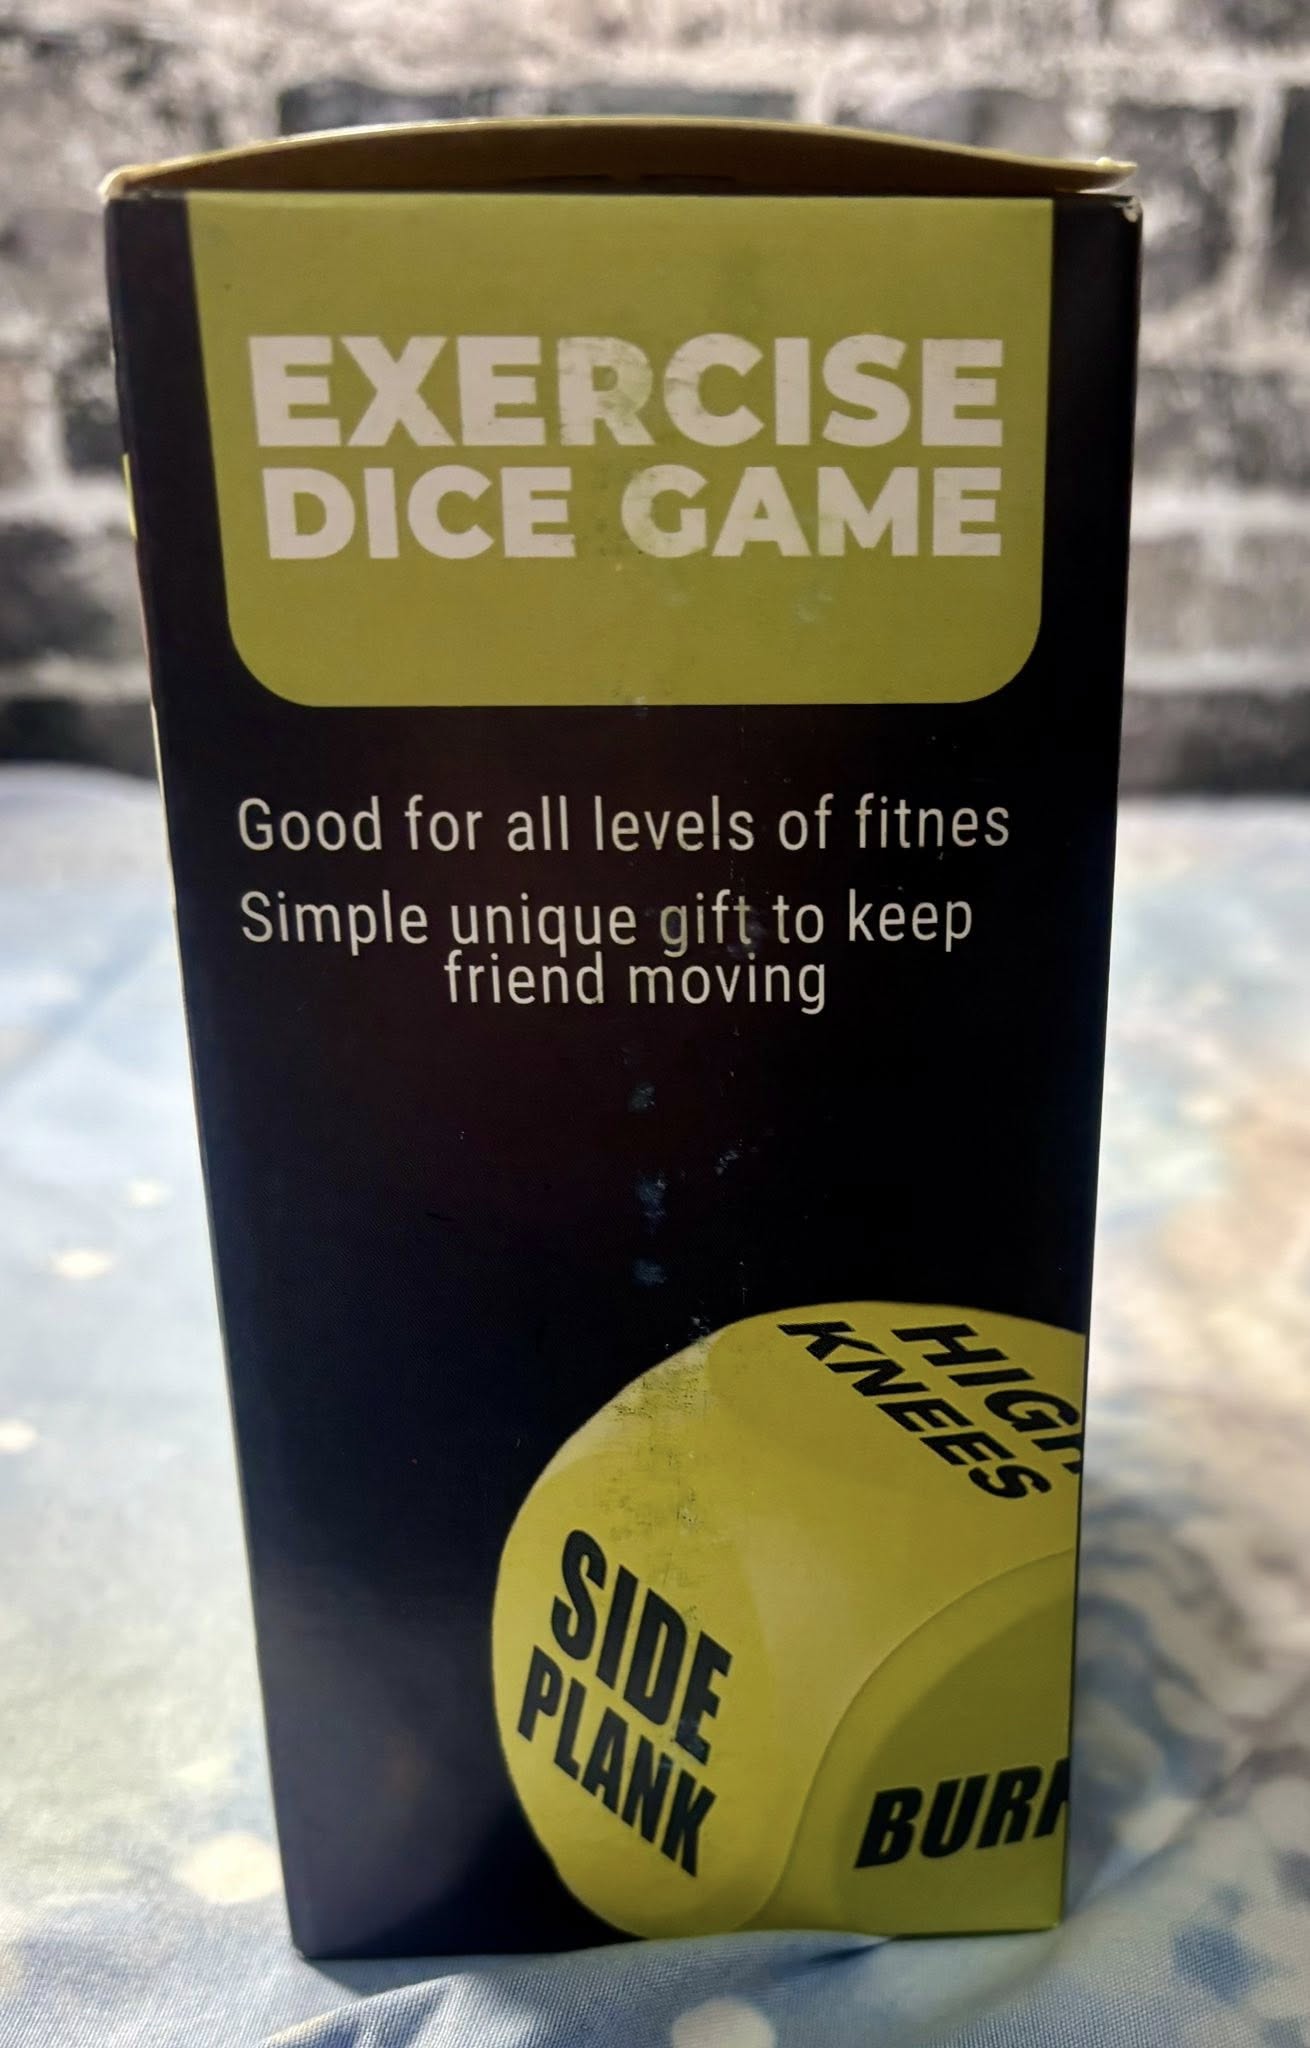 EXERCISE
DICE GAME
Good for all levels of fitnes
Simple unique gift to keep
friend moving
HIGH
KNEES
SIDE
PLANK